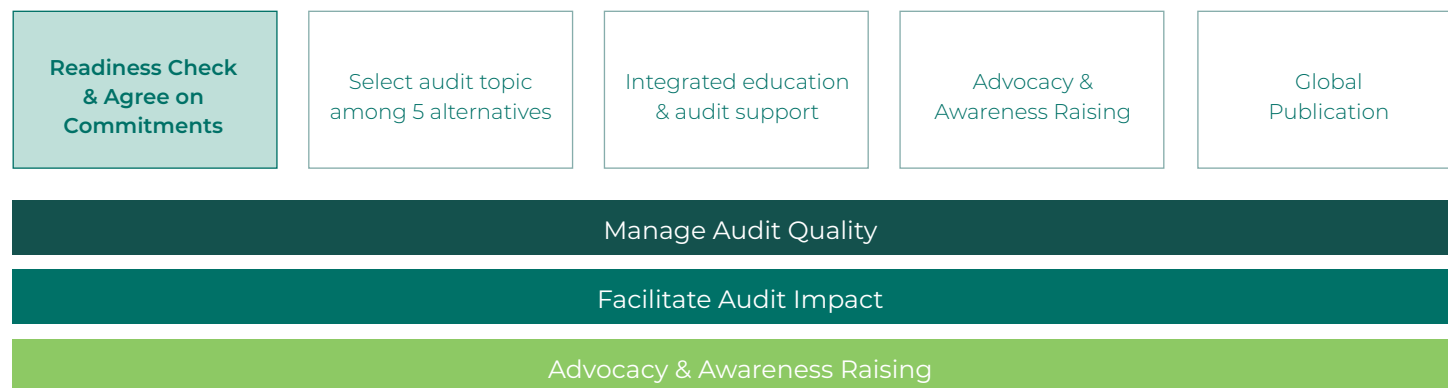 Readiness Check
& Agree on
Commitments
Select audit topic
among 5 alternatives
Integrated education
& audit support
Advocacy &
Awareness Raising
Global
Publication
Manage Audit Quality
Facilitate Audit Impact
Advocacy & Awareness Raising